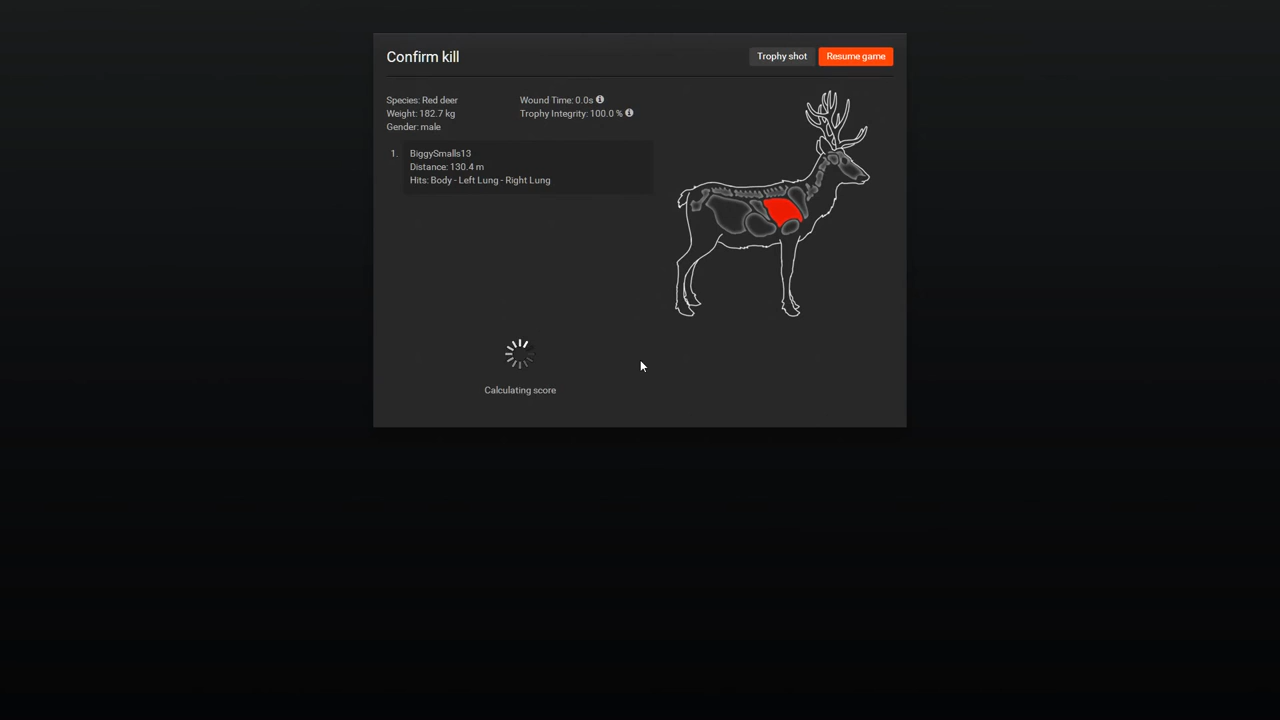 Confirm kill
Trophy shot
Resume game
Species: Red deer
Weight: 182.7 kg
Gender: male
Wound Time: 0.0s
Trophy Integrity: 100.0 %
1. BiggySmalls13
Distance: 130.4 m
Hits: Body - Left Lung - Right Lung
Calculating score